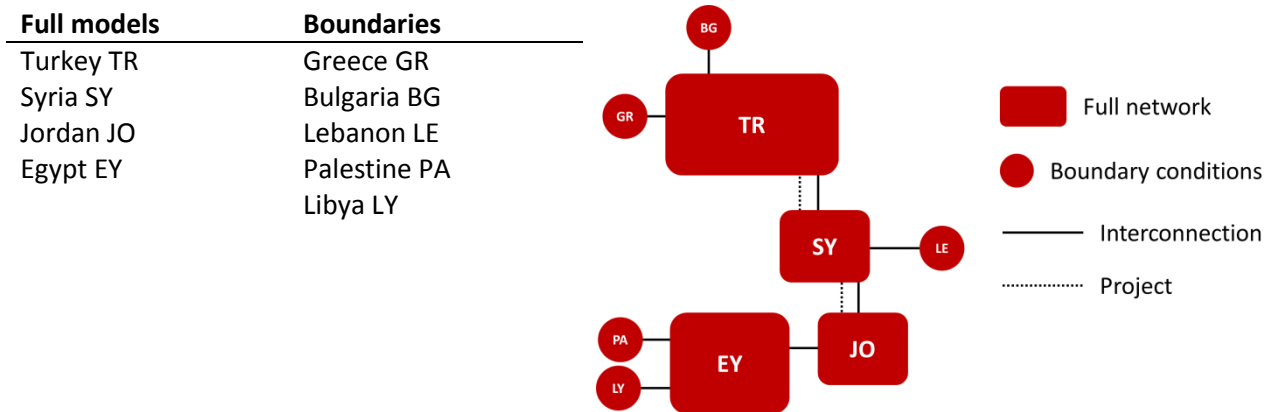 Full models Boundaries
Turkey TR Greece GR
Syria SY Bulgaria BG
Jordan JO Lebanon LE
Egypt EY Palestine PA
Libya LY
BG
GR
TR
SY
LE
PA
EY
JO
LY
Full network
Boundary conditions
Interconnection
Project